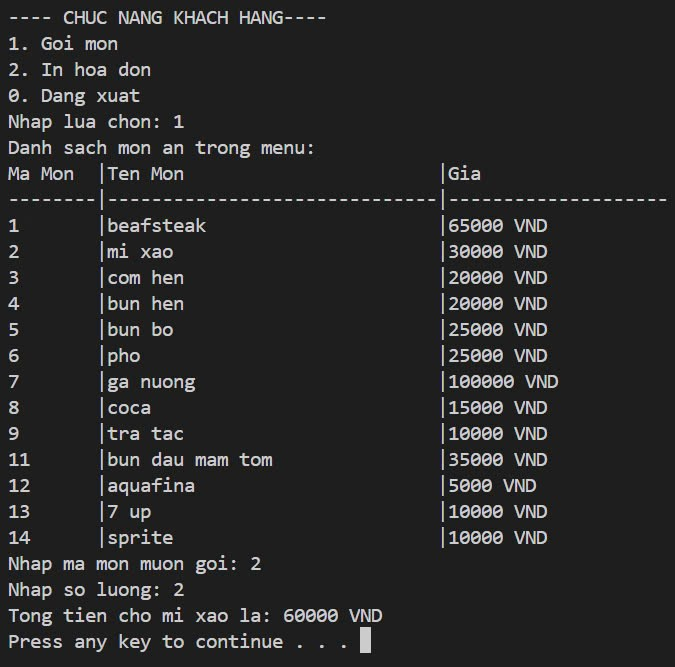 ---- CHUC NANG KHACH HANG----
1. Goi mon
2. In hoa don
0. Dang xuat
Nhap lua chon: 1
Danh sach mon an trong menu:
Ma Mon  |Ten Mon                       |Gia
--------|------------------------------|--------------------
1       |beafsteak                     |65000 VND
2       |mi xao                        |30000 VND
3       |com hen                       |20000 VND
4       |bun hen                       |20000 VND
5       |bun bo                        |25000 VND
6       |pho                           |25000 VND
7       |ga nuong                      |100000 VND
8       |coca                          |15000 VND
9       |tra tac                       |10000 VND
11      |bun dau mam tom               |35000 VND
12      |aquafina                      |5000 VND
13      |7 up                          |10000 VND
14      |sprite                        |10000 VND
Nhap ma mon muon goi: 2
Nhap so luong: 2
Tong tien cho mi xao la: 60000 VND
Press any key to continue . . .